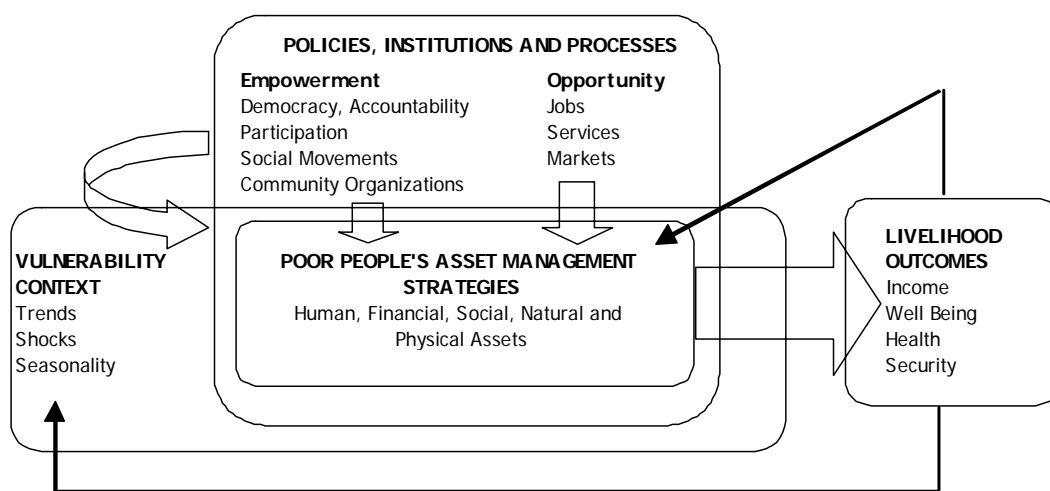 POLICIES, INSTITUTIONS AND PROCESSES
Empowerment
Democracy, Accountability
Participation
Social Movements
Community Organizations
Opportunity
Jobs
Services
Markets
VULNERABILITY
CONTEXT
Trends
Shocks
Seasonality
POOR PEOPLE'S ASSET MANAGEMENT
STRATEGIES
Human, Financial, Social, Natural and
Physical Assets
LIVELIHOOD
OUTCOMES
Income
Well Being
Health
Security